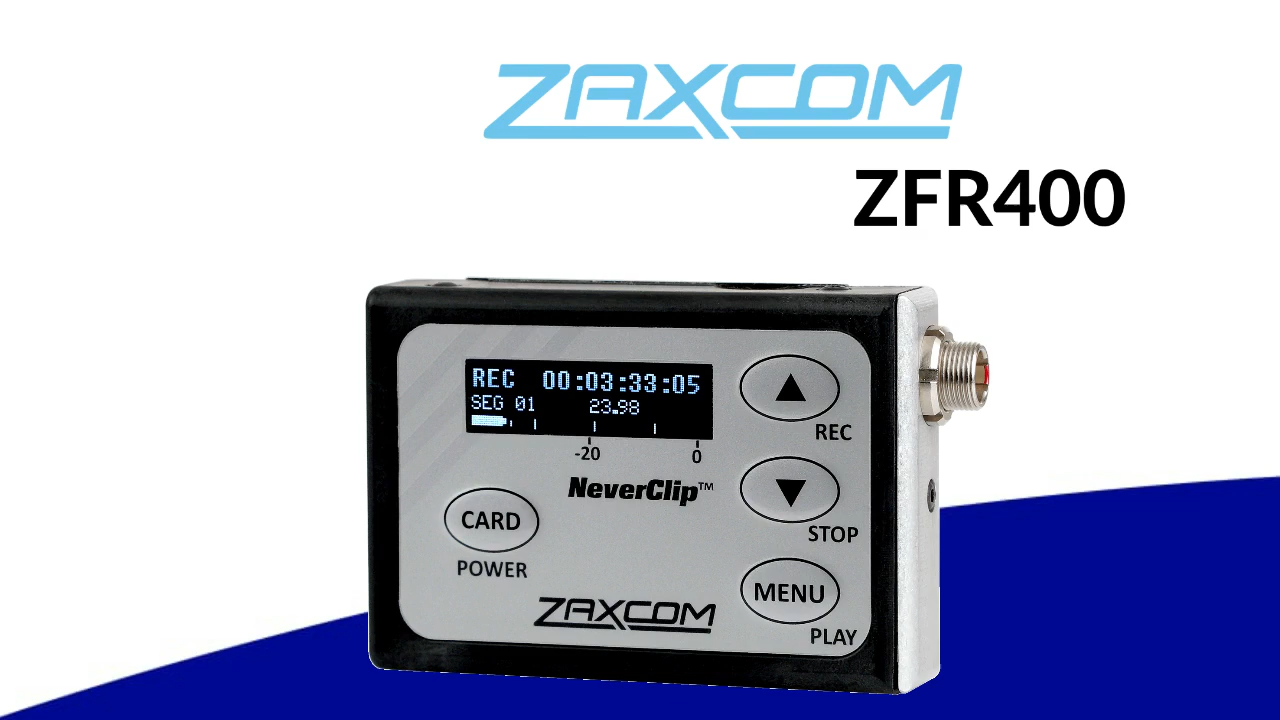 ZAXCOM
ZFR400
REC 00:03:33:05
SEG 01 23.98
-20 0
REC
NeverClip™
STOP
CARD
POWER
MENU
PLAY
ZAXCOM